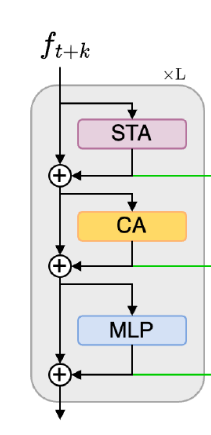 f_{t+k}
×L
STA
+
CA
+
MLP
+